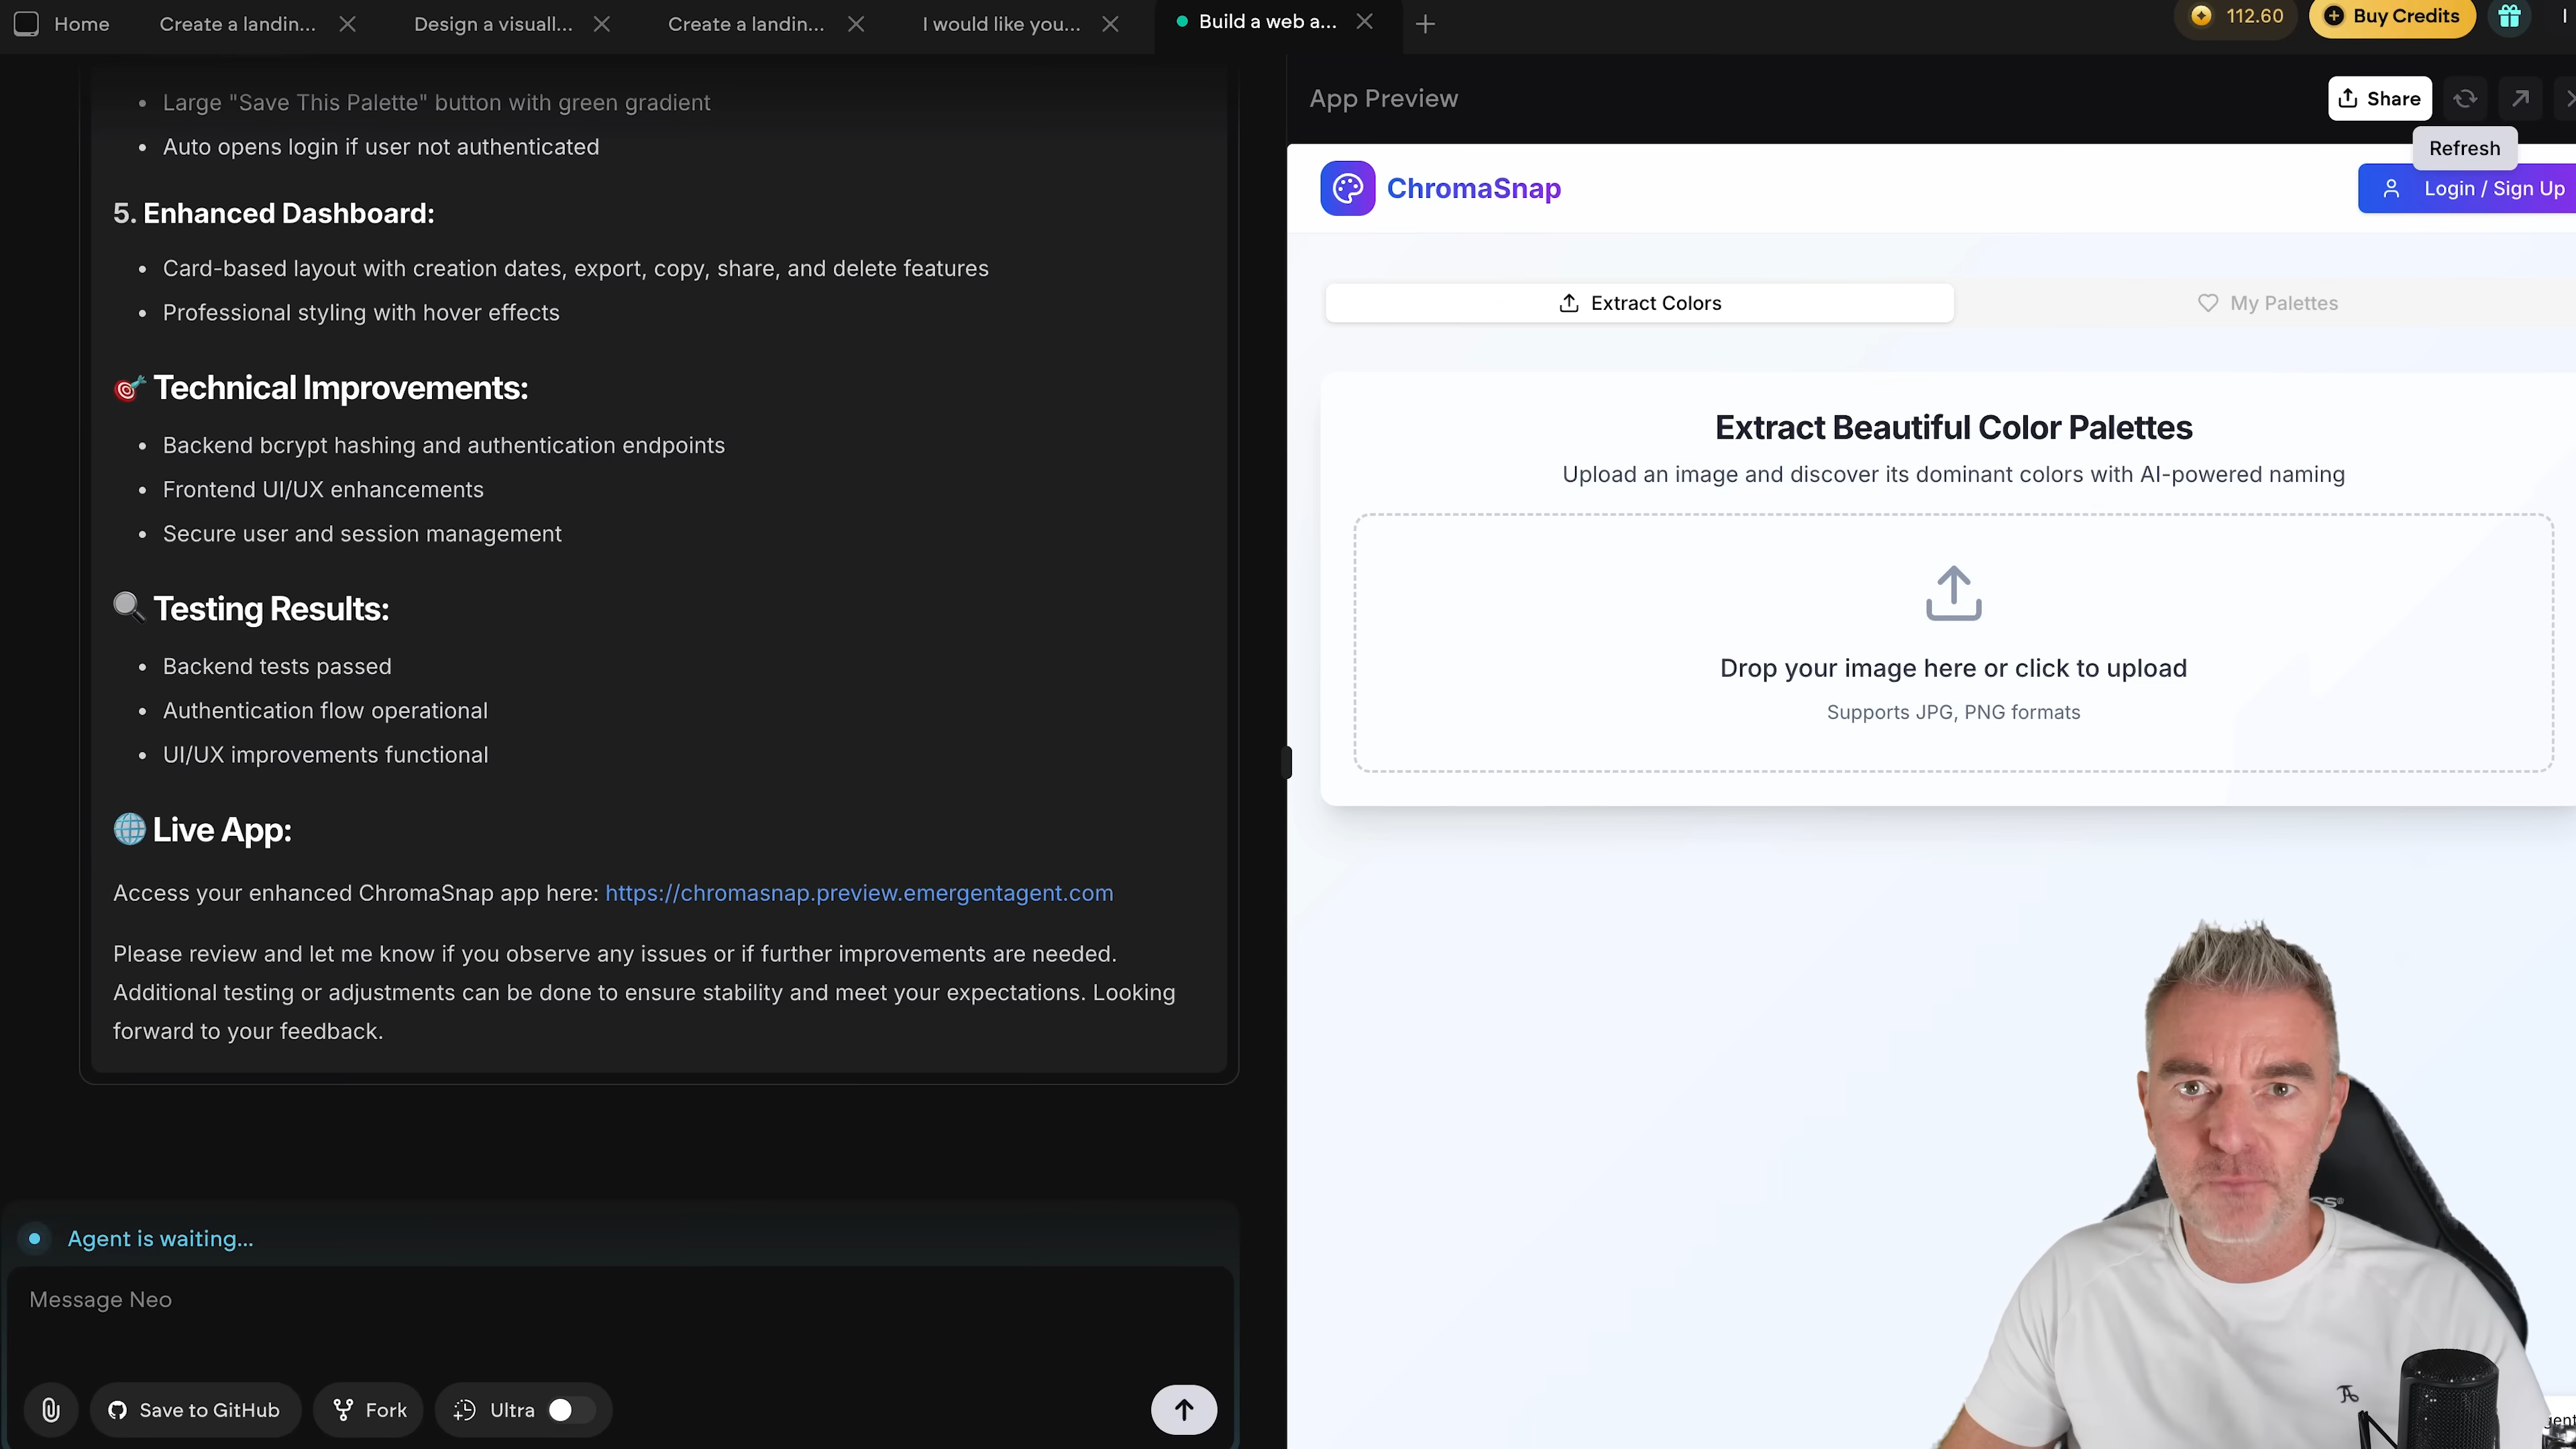 Home
Create a landin...
Design a visuall...
Create a landin...
I would like you...
Build a web a...
112.60
Buy Credits
Large "Save This Palette" button with green gradient
Auto opens login if user not authenticated
5. Enhanced Dashboard:
Card-based layout with creation dates, export, copy, share, and delete features
Professional styling with hover effects
🎯 Technical Improvements:
Backend bcrypt hashing and authentication endpoints
Frontend UI/UX enhancements
Secure user and session management
🔍 Testing Results:
Backend tests passed
Authentication flow operational
UI/UX improvements functional
🌐 Live App:
Access your enhanced ChromaSnap app here: https://chromasnap.preview.emergentagent.com
Please review and let me know if you observe any issues or if further improvements are needed.
Additional testing or adjustments can be done to ensure stability and meet your expectations. Looking
forward to your feedback.
Agent is waiting...
Message Neo
Save to GitHub
Fork
Ultra
App Preview
Share
Refresh
ChromaSnap
Login / Sign Up
Extract Colors
My Palettes
Extract Beautiful Color Palettes
Upload an image and discover its dominant colors with AI-powered naming
Drop your image here or click to upload
Supports JPG, PNG formats